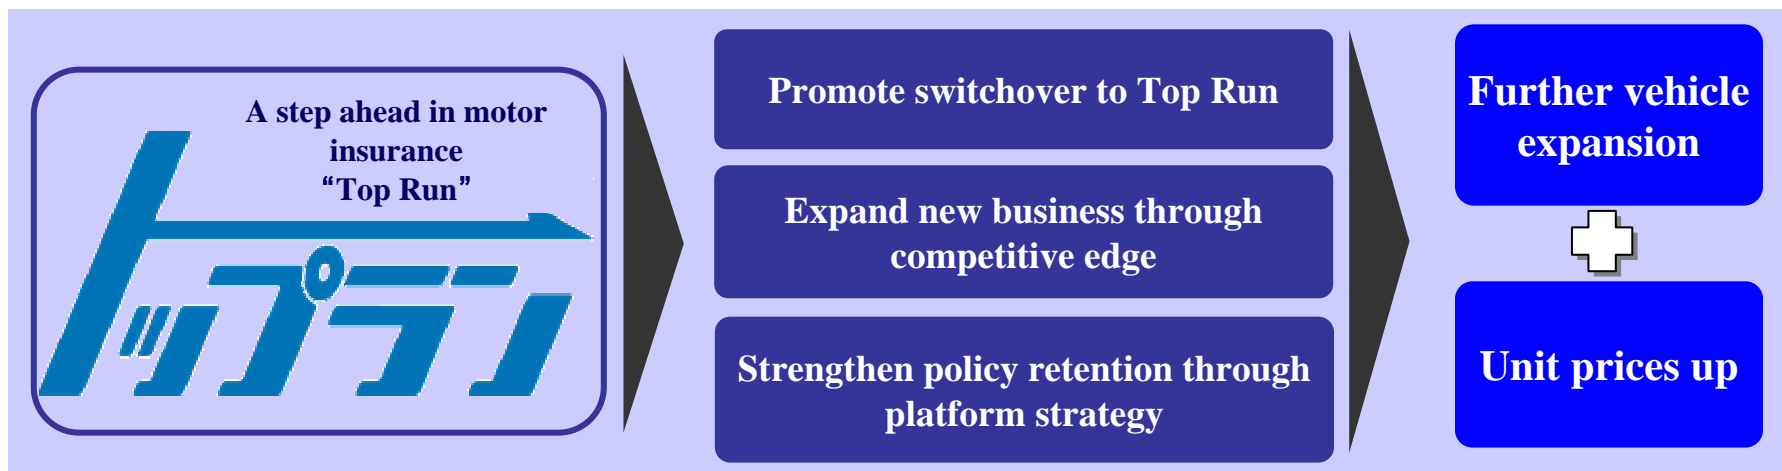 A step ahead in motor
insurance
“Top Run”
トップラン
Promote switchover to Top Run
Expand new business through
competitive edge
Strengthen policy retention through
platform strategy
Further vehicle
expansion
Unit prices up